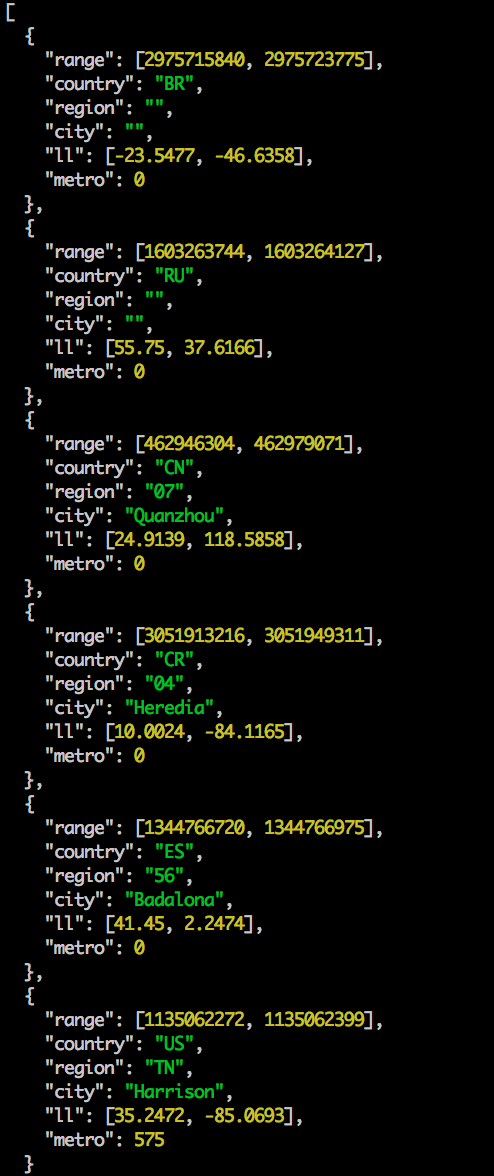 [
  {
    "range": [2975715840, 2975723775],
    "country": "BR",
    "region": "",
    "city": "",
    "ll": [-23.5477, -46.6358],
    "metro": 0
  },
  {
    "range": [1603263744, 1603264127],
    "country": "RU",
    "region": "",
    "city": "",
    "ll": [55.75, 37.6166],
    "metro": 0
  },
  {
    "range": [462946304, 462979071],
    "country": "CN",
    "region": "07",
    "city": "Quanzhou",
    "ll": [24.9139, 118.5858],
    "metro": 0
  },
  {
    "range": [3051913216, 3051949311],
    "country": "CR",
    "region": "04",
    "city": "Heredia",
    "ll": [10.0024, -84.1165],
    "metro": 0
  },
  {
    "range": [1344766720, 1344766975],
    "country": "ES",
    "region": "56",
    "city": "Badalona",
    "ll": [41.45, 2.2474],
    "metro": 0
  },
  {
    "range": [1135062272, 1135062399],
    "country": "US",
    "region": "TN",
    "city": "Harrison",
    "ll": [35.2472, -85.0693],
    "metro": 575
  }